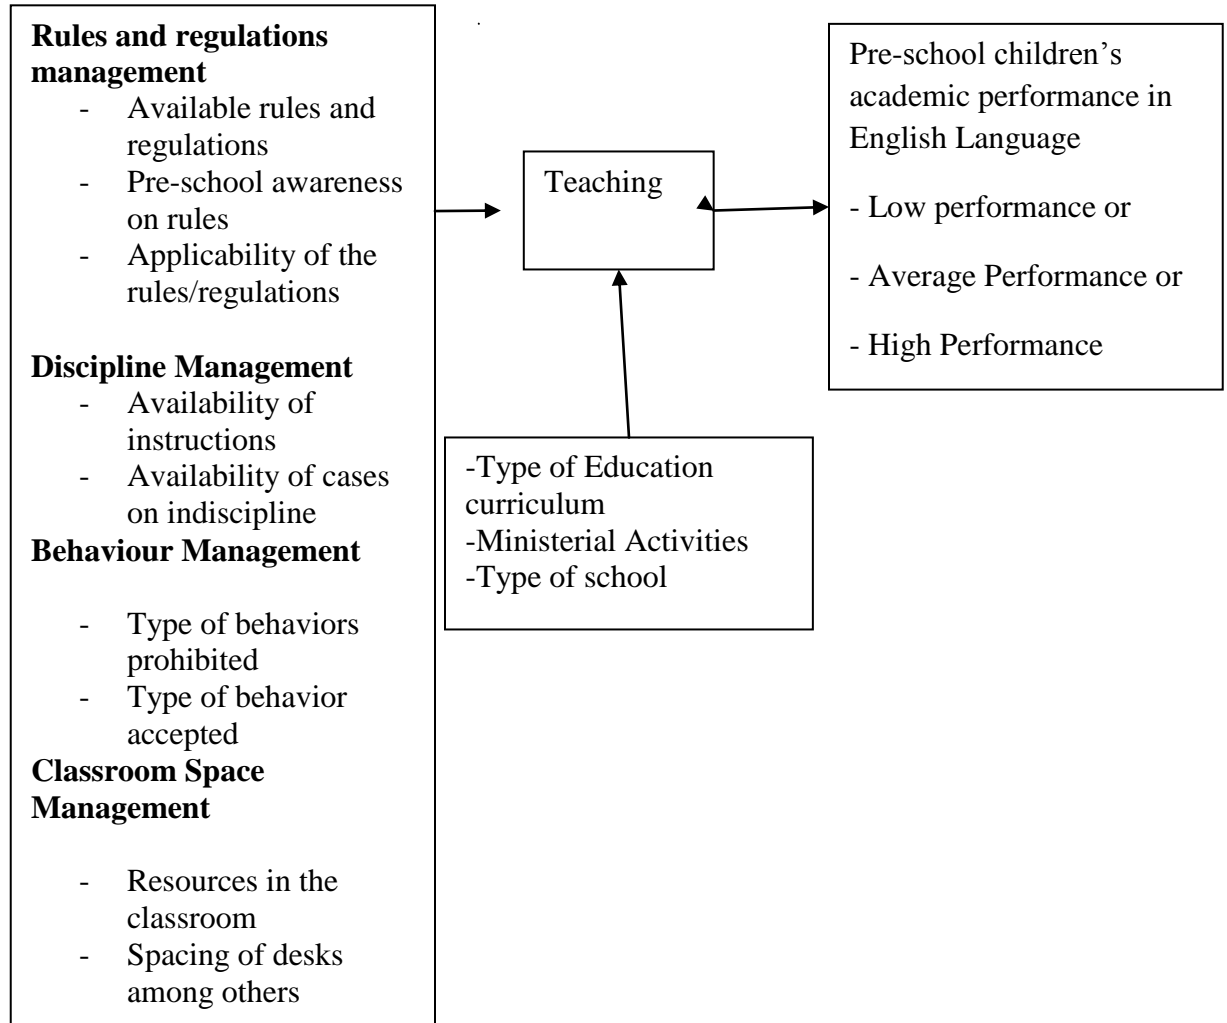 Rules and regulations
management
- Available rules and
regulations
- Pre-school awareness
on rules
- Applicability of the
rules/regulations
Discipline Management
- Availability of
instructions
- Availability of cases
on indiscipline
Behaviour Management
- Type of behaviors
prohibited
- Type of behavior
accepted
Classroom Space
Management
- Resources in the
classroom
- Spacing of desks
among others
Teaching
-Type of Education
curriculum
-Ministerial Activities
-Type of school
Pre-school children’s
academic performance in
English Language
- Low performance or
- Average Performance or
- High Performance